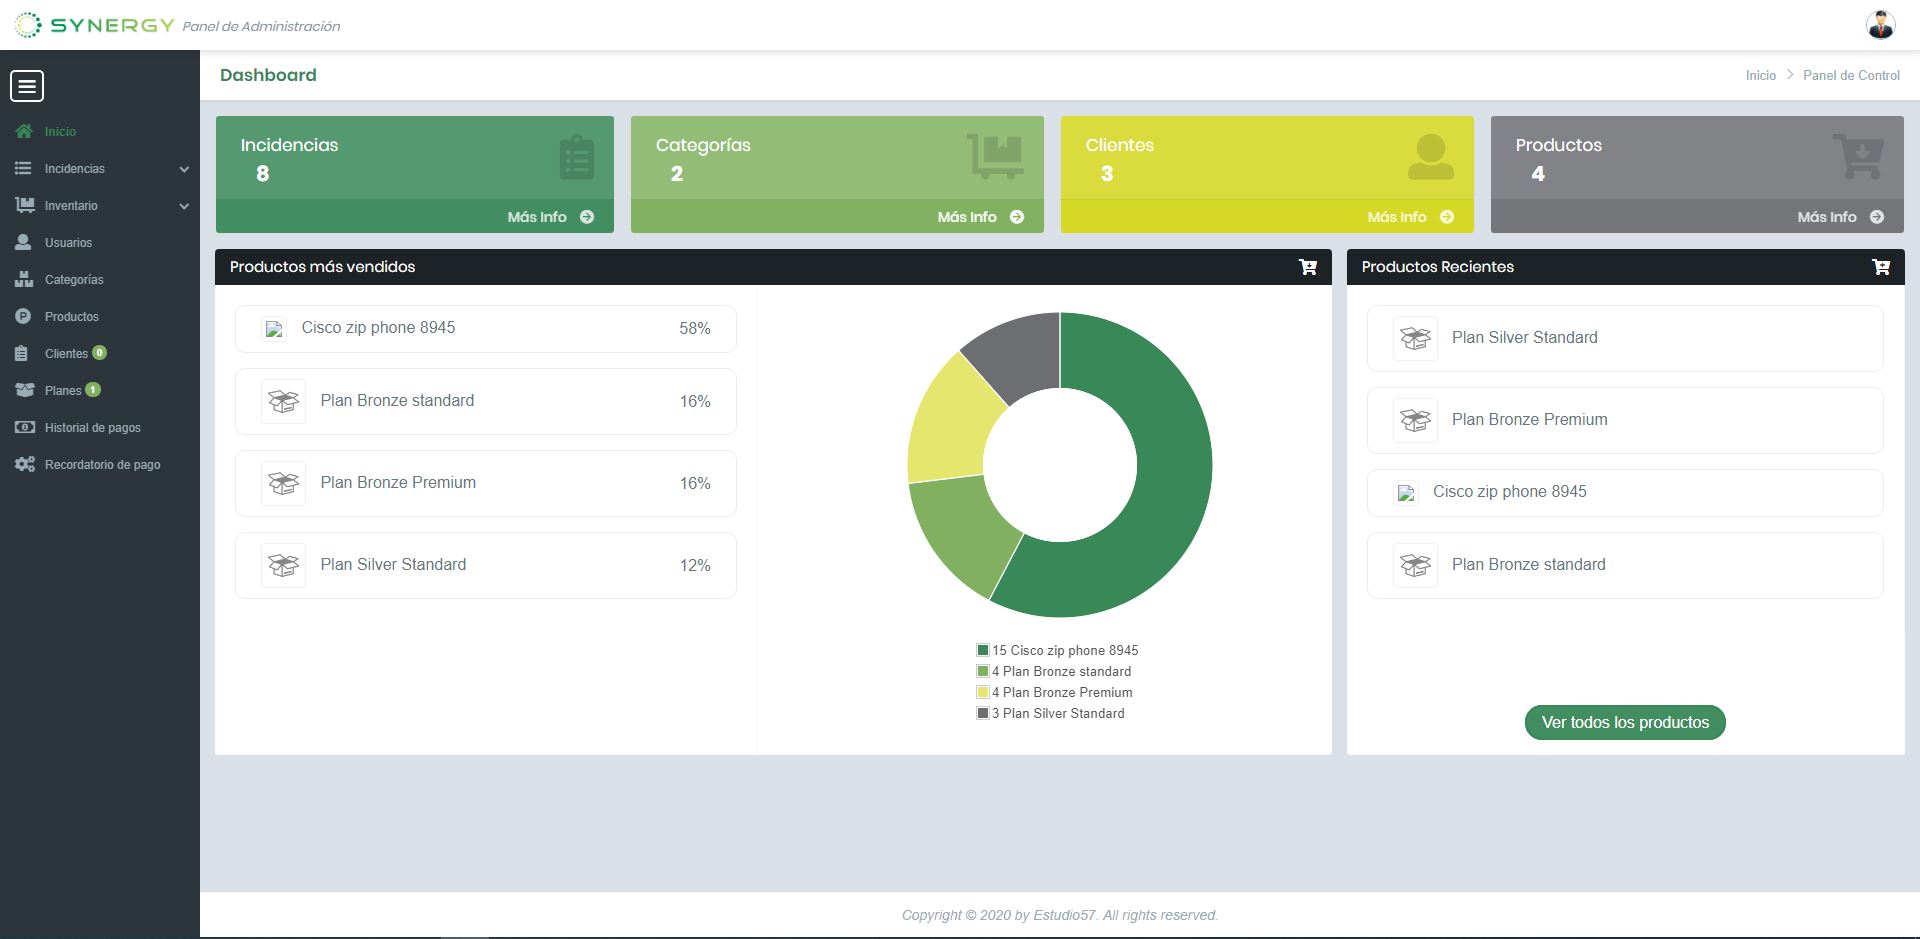 SYNERGY Panel de Administración
Dashboard
Inicio > Panel de Control
Inicio
Incidencias
Inventario
Usuarios
Categorías
Productos
Clientes 0
Planes 1
Historial de pagos
Recordatorio de pago
Incidencias
8
Más Info
Categorías
2
Más Info
Clientes
3
Más Info
Productos
4
Más Info
Productos más vendidos
Cisco zip phone 8945 58%
Plan Bronze standard 16%
Plan Bronze Premium 16%
Plan Silver Standard 12%
15 Cisco zip phone 8945
4 Plan Bronze standard
4 Plan Bronze Premium
3 Plan Silver Standard
Productos Recientes
Plan Silver Standard
Plan Bronze Premium
Cisco zip phone 8945
Plan Bronze standard
Ver todos los productos
Copyright © 2020 by Estudio57. All rights reserved.